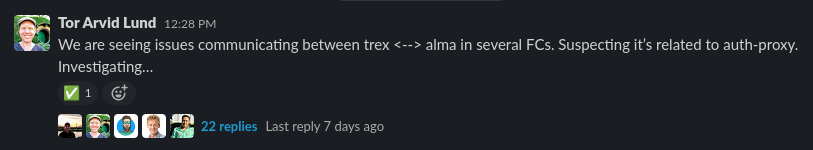 Tor Arvid Lund 12:28 PM
We are seeing issues communicating between trex <--> alma in several FCs. Suspecting it's related to auth-proxy.
Investigating...
1
22 replies Last reply 7 days ago